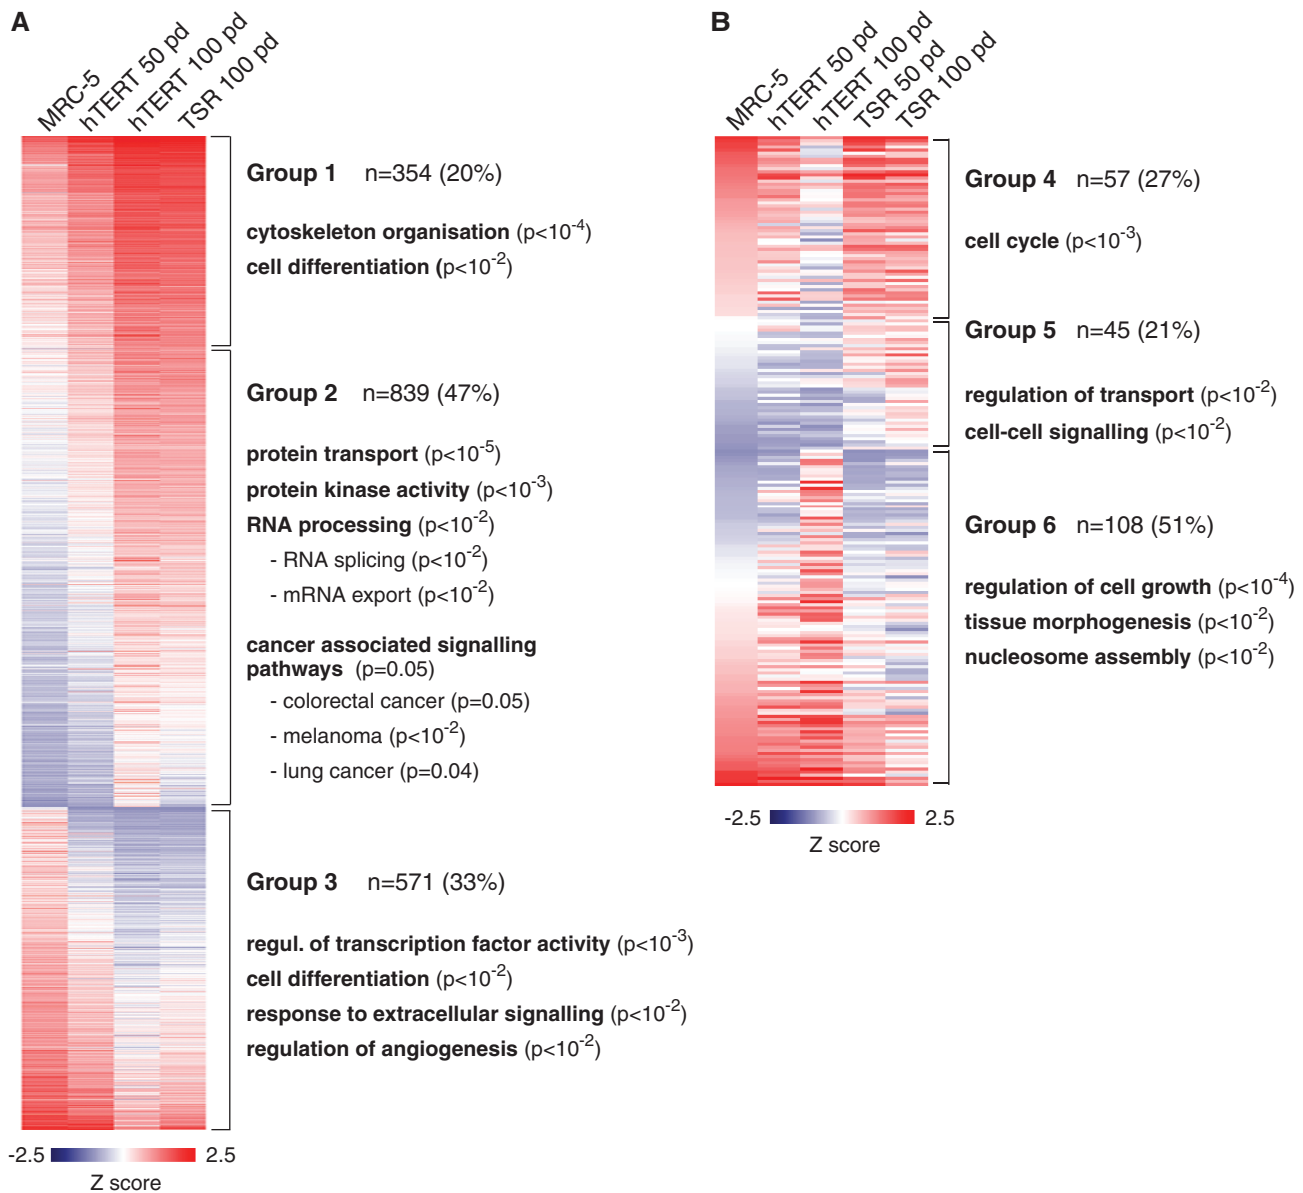 A
MRC-5
hTERT 50 pd
hTERT 100 pd
TSR 100 pd
Group 1 n=354 (20%)
cytoskeleton organisation (p<10-4)
cell differentiation (p<10-2)
Group 2 n=839 (47%)
protein transport (p<10-5)
protein kinase activity (p<10-3)
RNA processing (p<10-2)
- RNA splicing (p<10-2)
- mRNA export (p<10-2)
cancer associated signalling
pathways (p=0.05)
- colorectal cancer (p=0.05)
- melanoma (p<10-2)
- lung cancer (p=0.04)
Group 3 n=571 (33%)
regul. of transcription factor activity (p<10-3)
cell differentiation (p<10-2)
response to extracellular signalling (p<10-2)
regulation of angiogenesis (p<10-2)
-2.5 2.5
Z score
B
MRC-5
hTERT 50 pd
hTERT 100 pd
TSR 50 pd
TSR 100 pd
Group 4 n=57 (27%)
cell cycle (p<10-3)
Group 5 n=45 (21%)
regulation of transport (p<10-2)
cell-cell signalling (p<10-2)
Group 6 n=108 (51%)
regulation of cell growth (p<10-4)
tissue morphogenesis (p<10-2)
nucleosome assembly (p<10-2)
-2.5 2.5
Z score